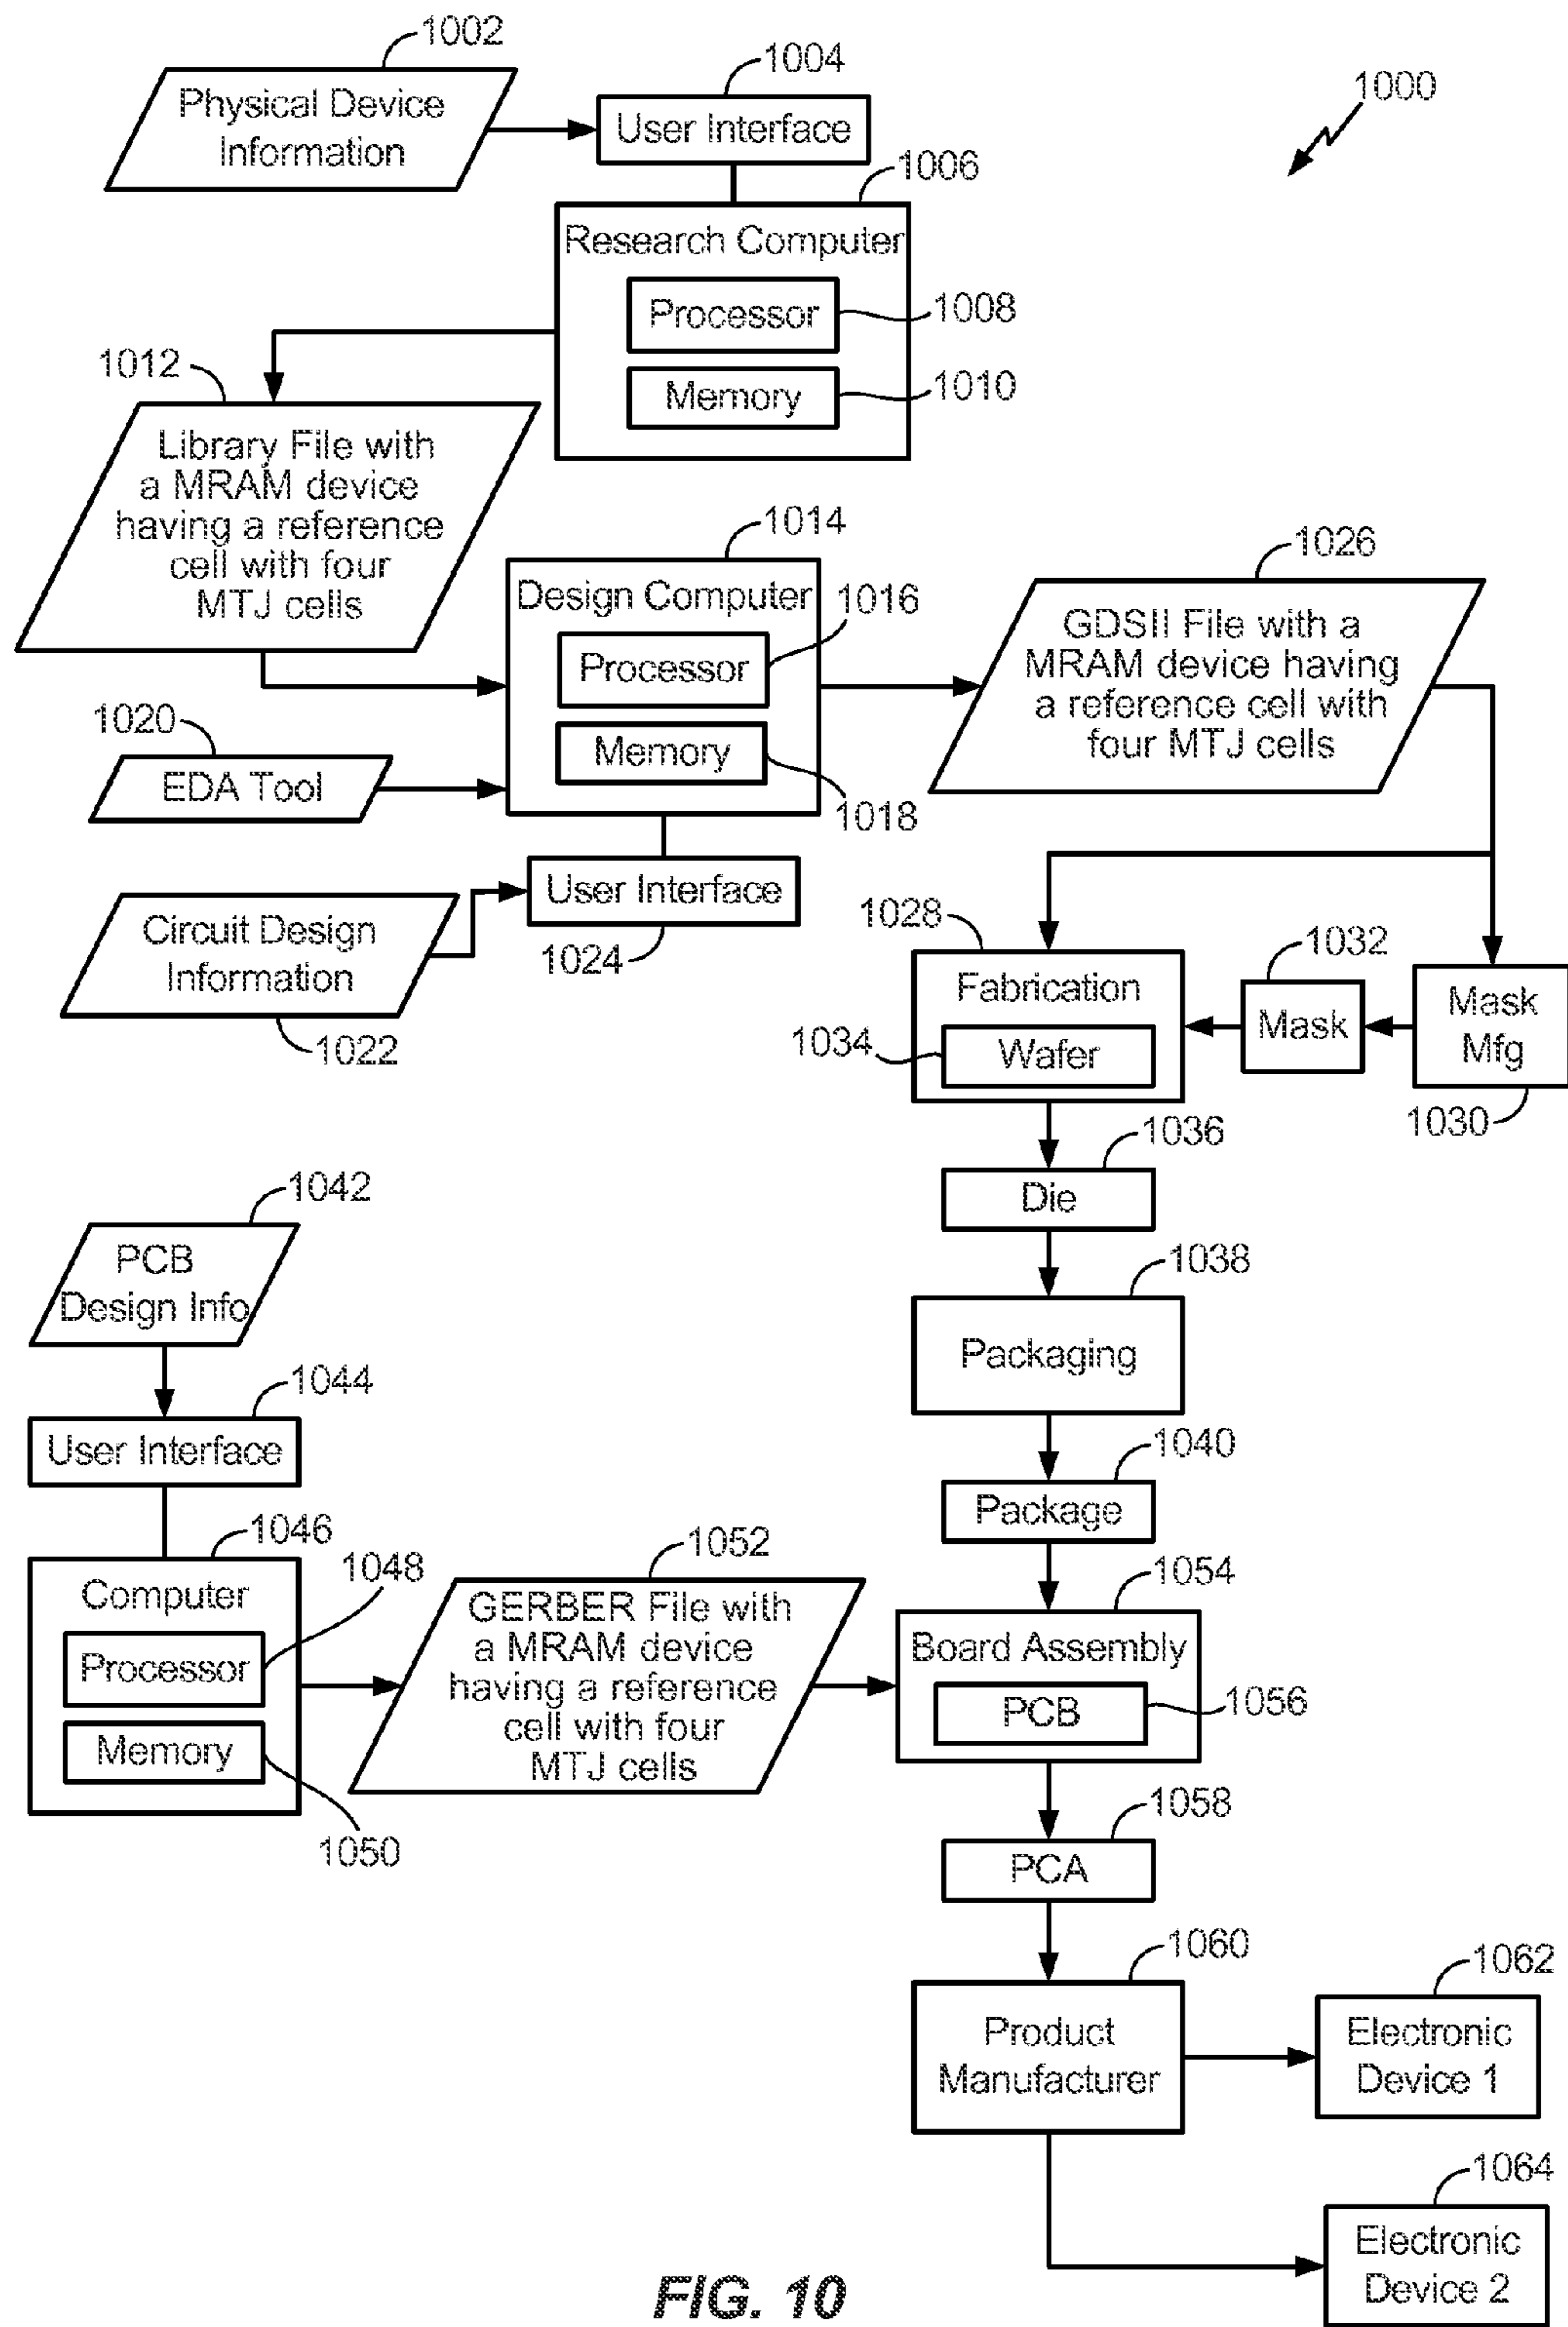 1002
Physical Device
Information
1004
User Interface
1000
1006
Research Computer
Processor
1008
Memory
1010
1012
Library File with
a MRAM device
having a reference
cell with four
MTJ cells
1014
Design Computer
1016
Processor
Memory
1018
1020
EDA Tool
1026
GDSII File with a
MRAM device having
a reference cell with
four MTJ cells
User Interface
1024
Circuit Design
Information
1022
1028
Fabrication
1034
Wafer
1032
Mask
Mask
Mfg
1030
1036
Die
1038
Packaging
1040
Package
1042
PCB
Design Info
1044
User Interface
1046
Computer
1048
Processor
Memory
1050
1052
GERBER File with
a MRAM device
having a reference
cell with four
MTJ cells
1054
Board Assembly
PCB
1056
1058
PCA
1060
Product
Manufacturer
1062
Electronic
Device 1
1064
Electronic
Device 2
FIG. 10